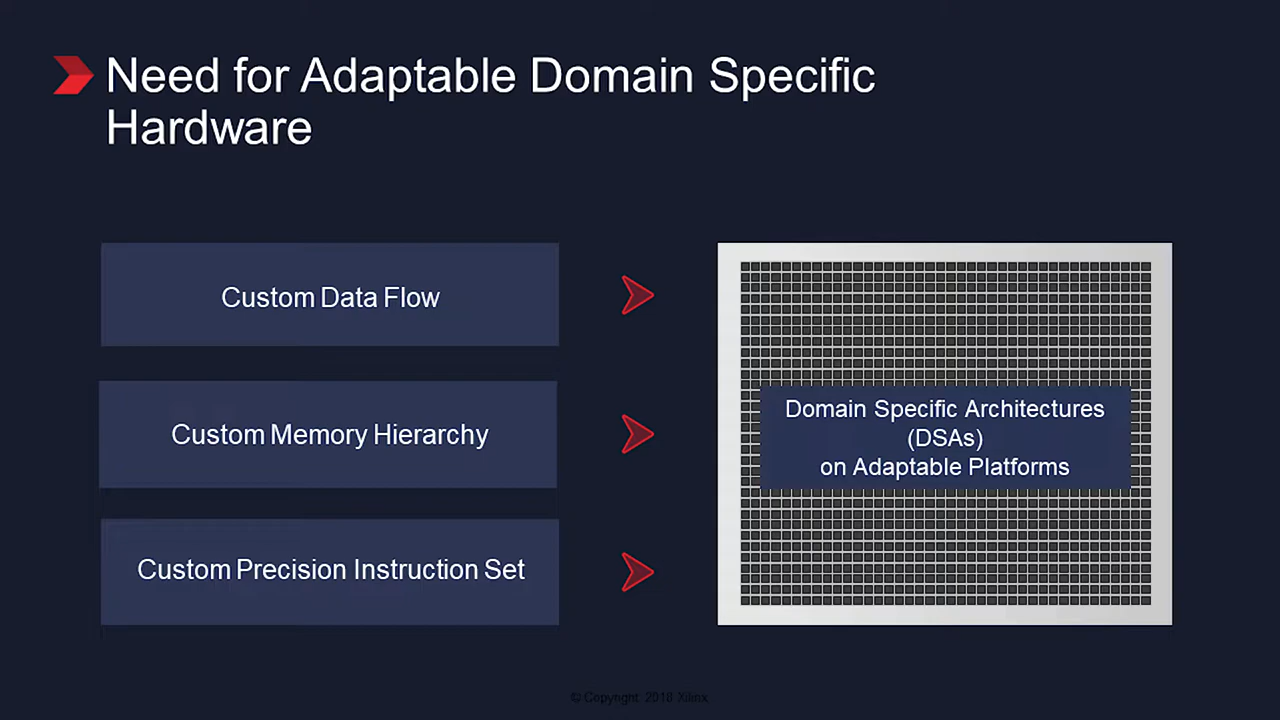 Need for Adaptable Domain Specific
Hardware
Custom Data Flow
Custom Memory Hierarchy
Custom Precision Instruction Set
Domain Specific Architectures
(DSAs)
on Adaptable Platforms
© Copyright 2018 Xilinx